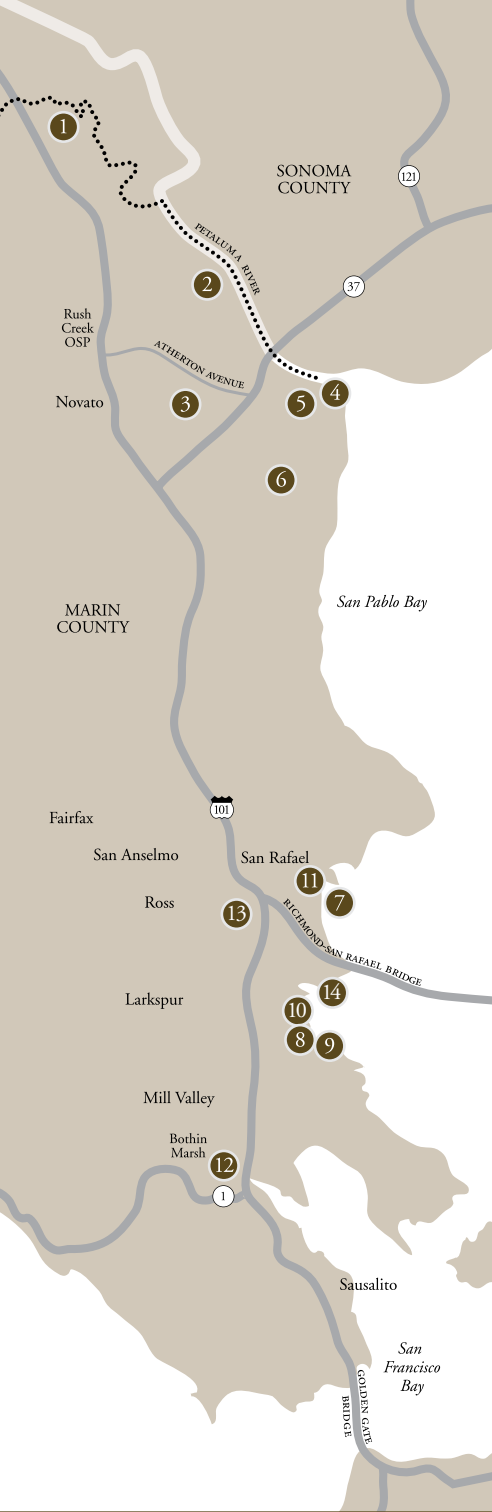 1
SONOMA
COUNTY
121
PETALUMA RIVER
2
37
Rush
Creek
OSP
ATHERTON AVENUE
4
Novato
3
5
6
San Pablo Bay
MARIN
COUNTY
101
Fairfax
San Anselmo
San Rafael
11
Ross
13
7
RICHMOND-SAN RAFAEL BRIDGE
Larkspur
14
10
8
9
Mill Valley
Bothin
Marsh
12
1
Sausalito
San
Francisco
Bay
GOLDEN GATE
BRIDGE